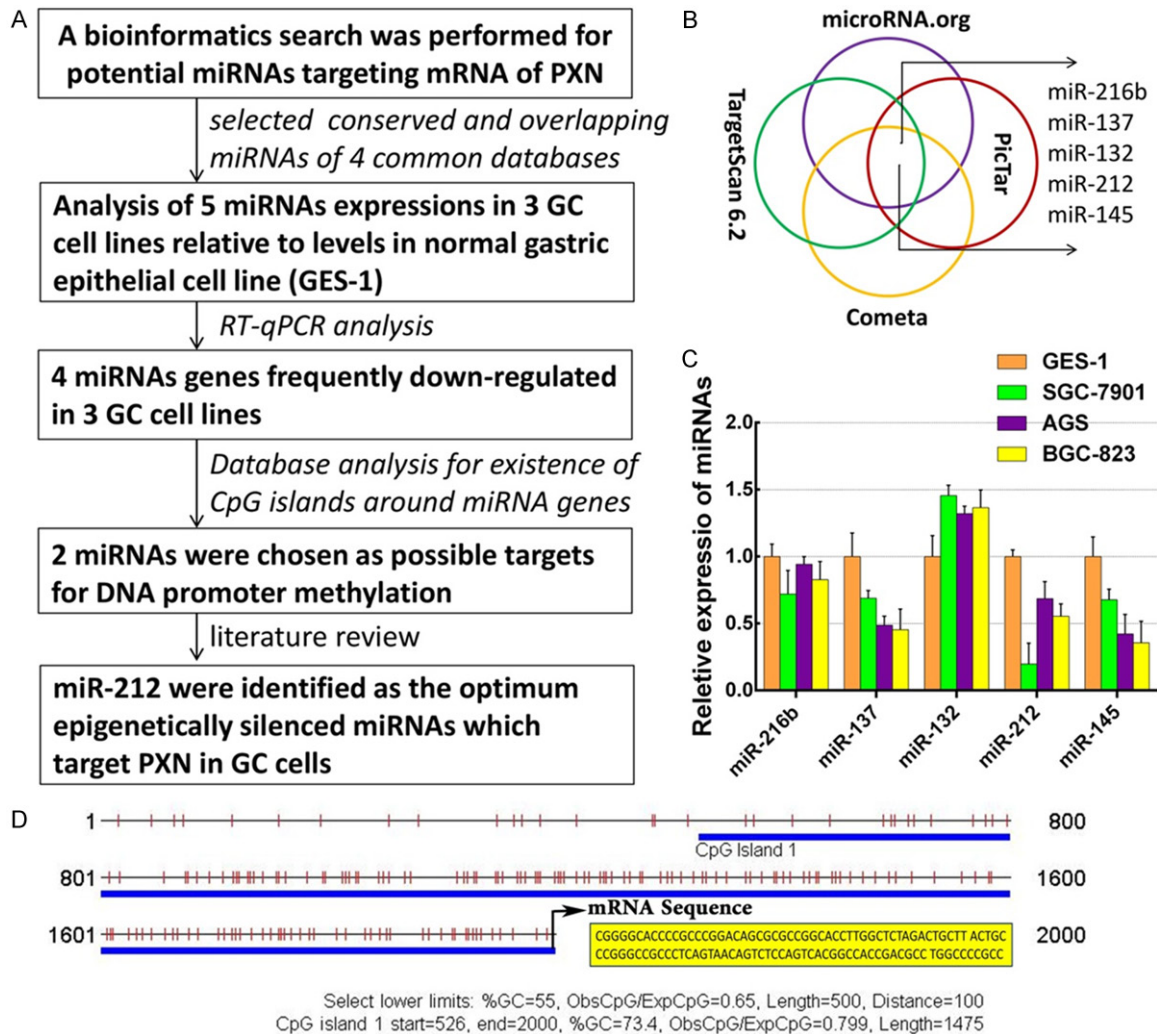 A
A bioinformatics search was performed for
potential miRNAs targeting mRNA of PXN
selected conserved and overlapping
miRNAs of 4 common databases
Analysis of 5 miRNAs expressions in 3 GC
cell lines relative to levels in normal gastric
epithelial cell line (GES-1)
RT-qPCR analysis
4 miRNAs genes frequently down-regulated
in 3 GC cell lines
Database analysis for existence of
CpG islands around miRNA genes
2 miRNAs were chosen as possible targets
for DNA promoter methylation
literature review
miR-212 were identified as the optimum
epigenetically silenced miRNAs which
target PXN in GC cells
B
microRNA.org
TargetScan 6.2
PicTar
Cometa
miR-216b
miR-137
miR-132
miR-212
miR-145
C
GES-1
SGC-7901
AGS
BGC-823
Reletive expressio of miRNAs
2.0
1.5
1.0
0.5
0.0
miR-216b
miR-137
miR-132
miR-212
miR-145
D
1
800
CpG Island 1
801
1600
1601
mRNA Sequence
2000
CGGGGCACCCCGCCCGGACAGCGCGCCGGCACCTTGGCTCTAGACTGCTT ACTGC
CCGGGCCGCCCTCAGTAACAGTCTCCAGTCACGGCCACCGACGCC TGGCCCCGCC
Select lower limits: %GC=55, ObsCpG/ExpCpG=0.65, Length=500, Distance=100
CpG island 1 start=526, end=2000, %GC=73.4, ObsCpG/ExpCpG=0.799, Length=1475